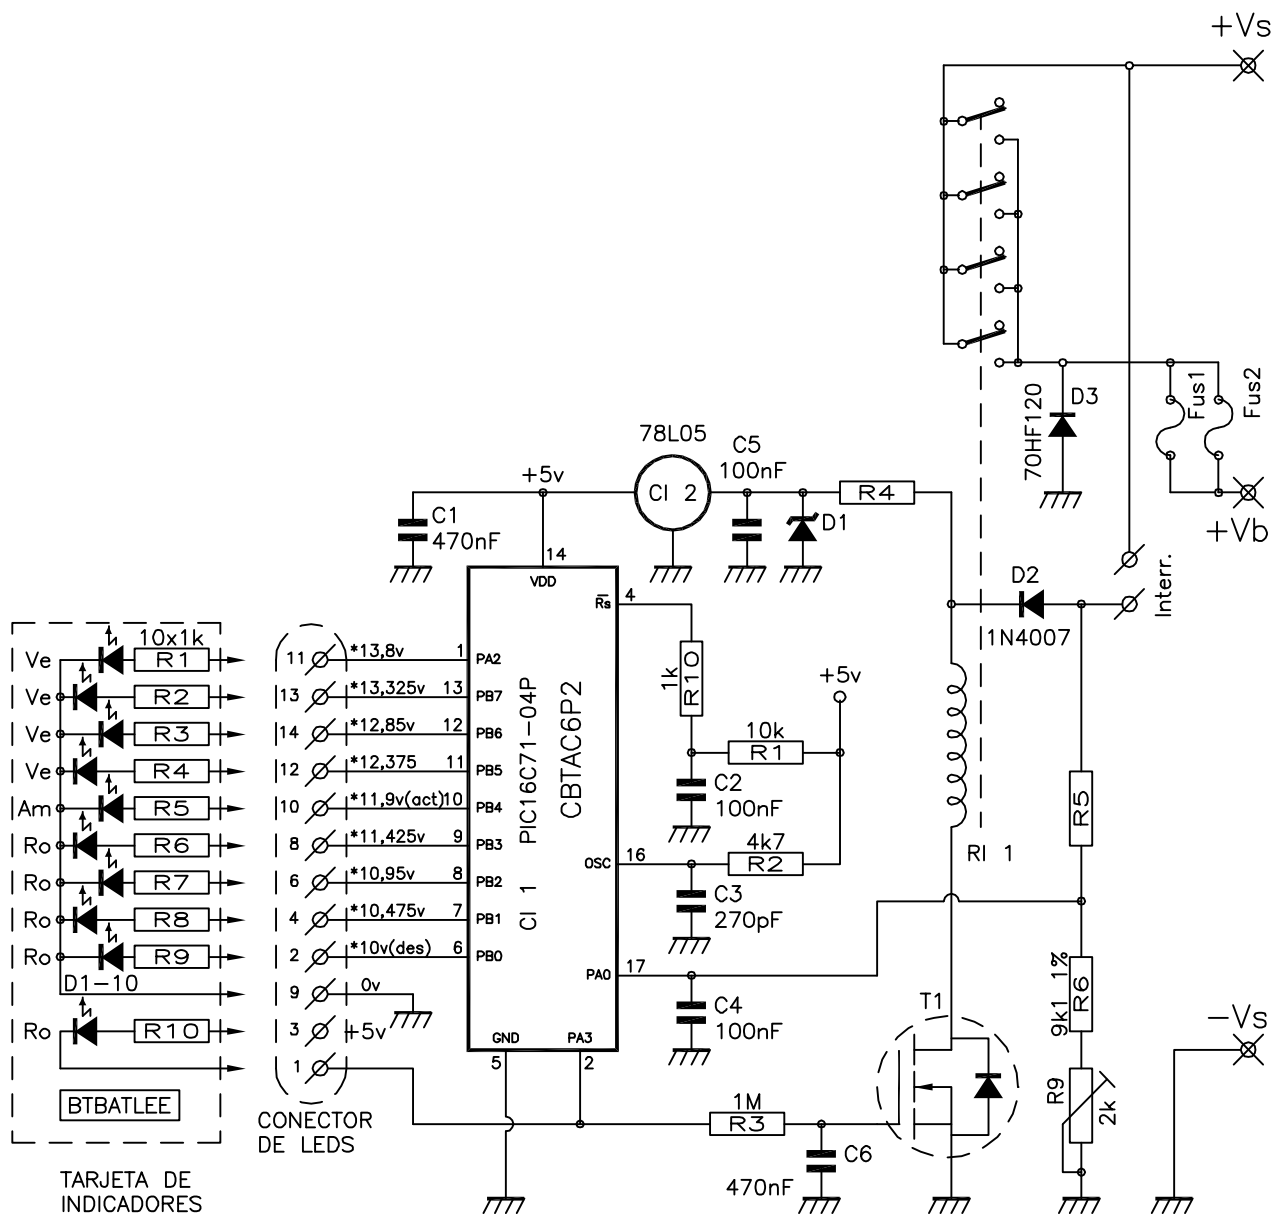 +Vs
70HF120
D3
Fus1
Fus2
+Vb
78L05
CI 2
C5
100nF
+5v
R4
D1
C1
470nF
14
VDD
D2
1N4007
Interr.
Rs
4
1k
R10
+5v
10k
R1
C2
100nF
4k7
R2
OSC
16
C3
270pF
PA0
17
C4
100nF
RI 1
R5
9k1 1%
R6
R9
2k
T1
-Vs
PIC16C71-04P
CBTAC6P2
CI 1
10x1k
Ve R1 11 *13,8v 1 PA2
Ve R2 13 *13,325v 13 PB7
Ve R3 14 *12,85v 12 PB6
Ve R4 12 *12,375 11 PB5
Am R5 10 *11,9v(act) 10 PB4
Ro R6 8 *11,425v 9 PB3
Ro R7 6 *10,95v 8 PB2
Ro R8 4 *10,475v 7 PB1
Ro R9 2 *10v(des) 6 PB0
D1-10 9 0v
Ro R10 3 +5v
1
GND
5
PA3
2
BTBATLEE
CONECTOR
DE LEDS
1M
R3
C6
470nF
TARJETA DE
INDICADORES